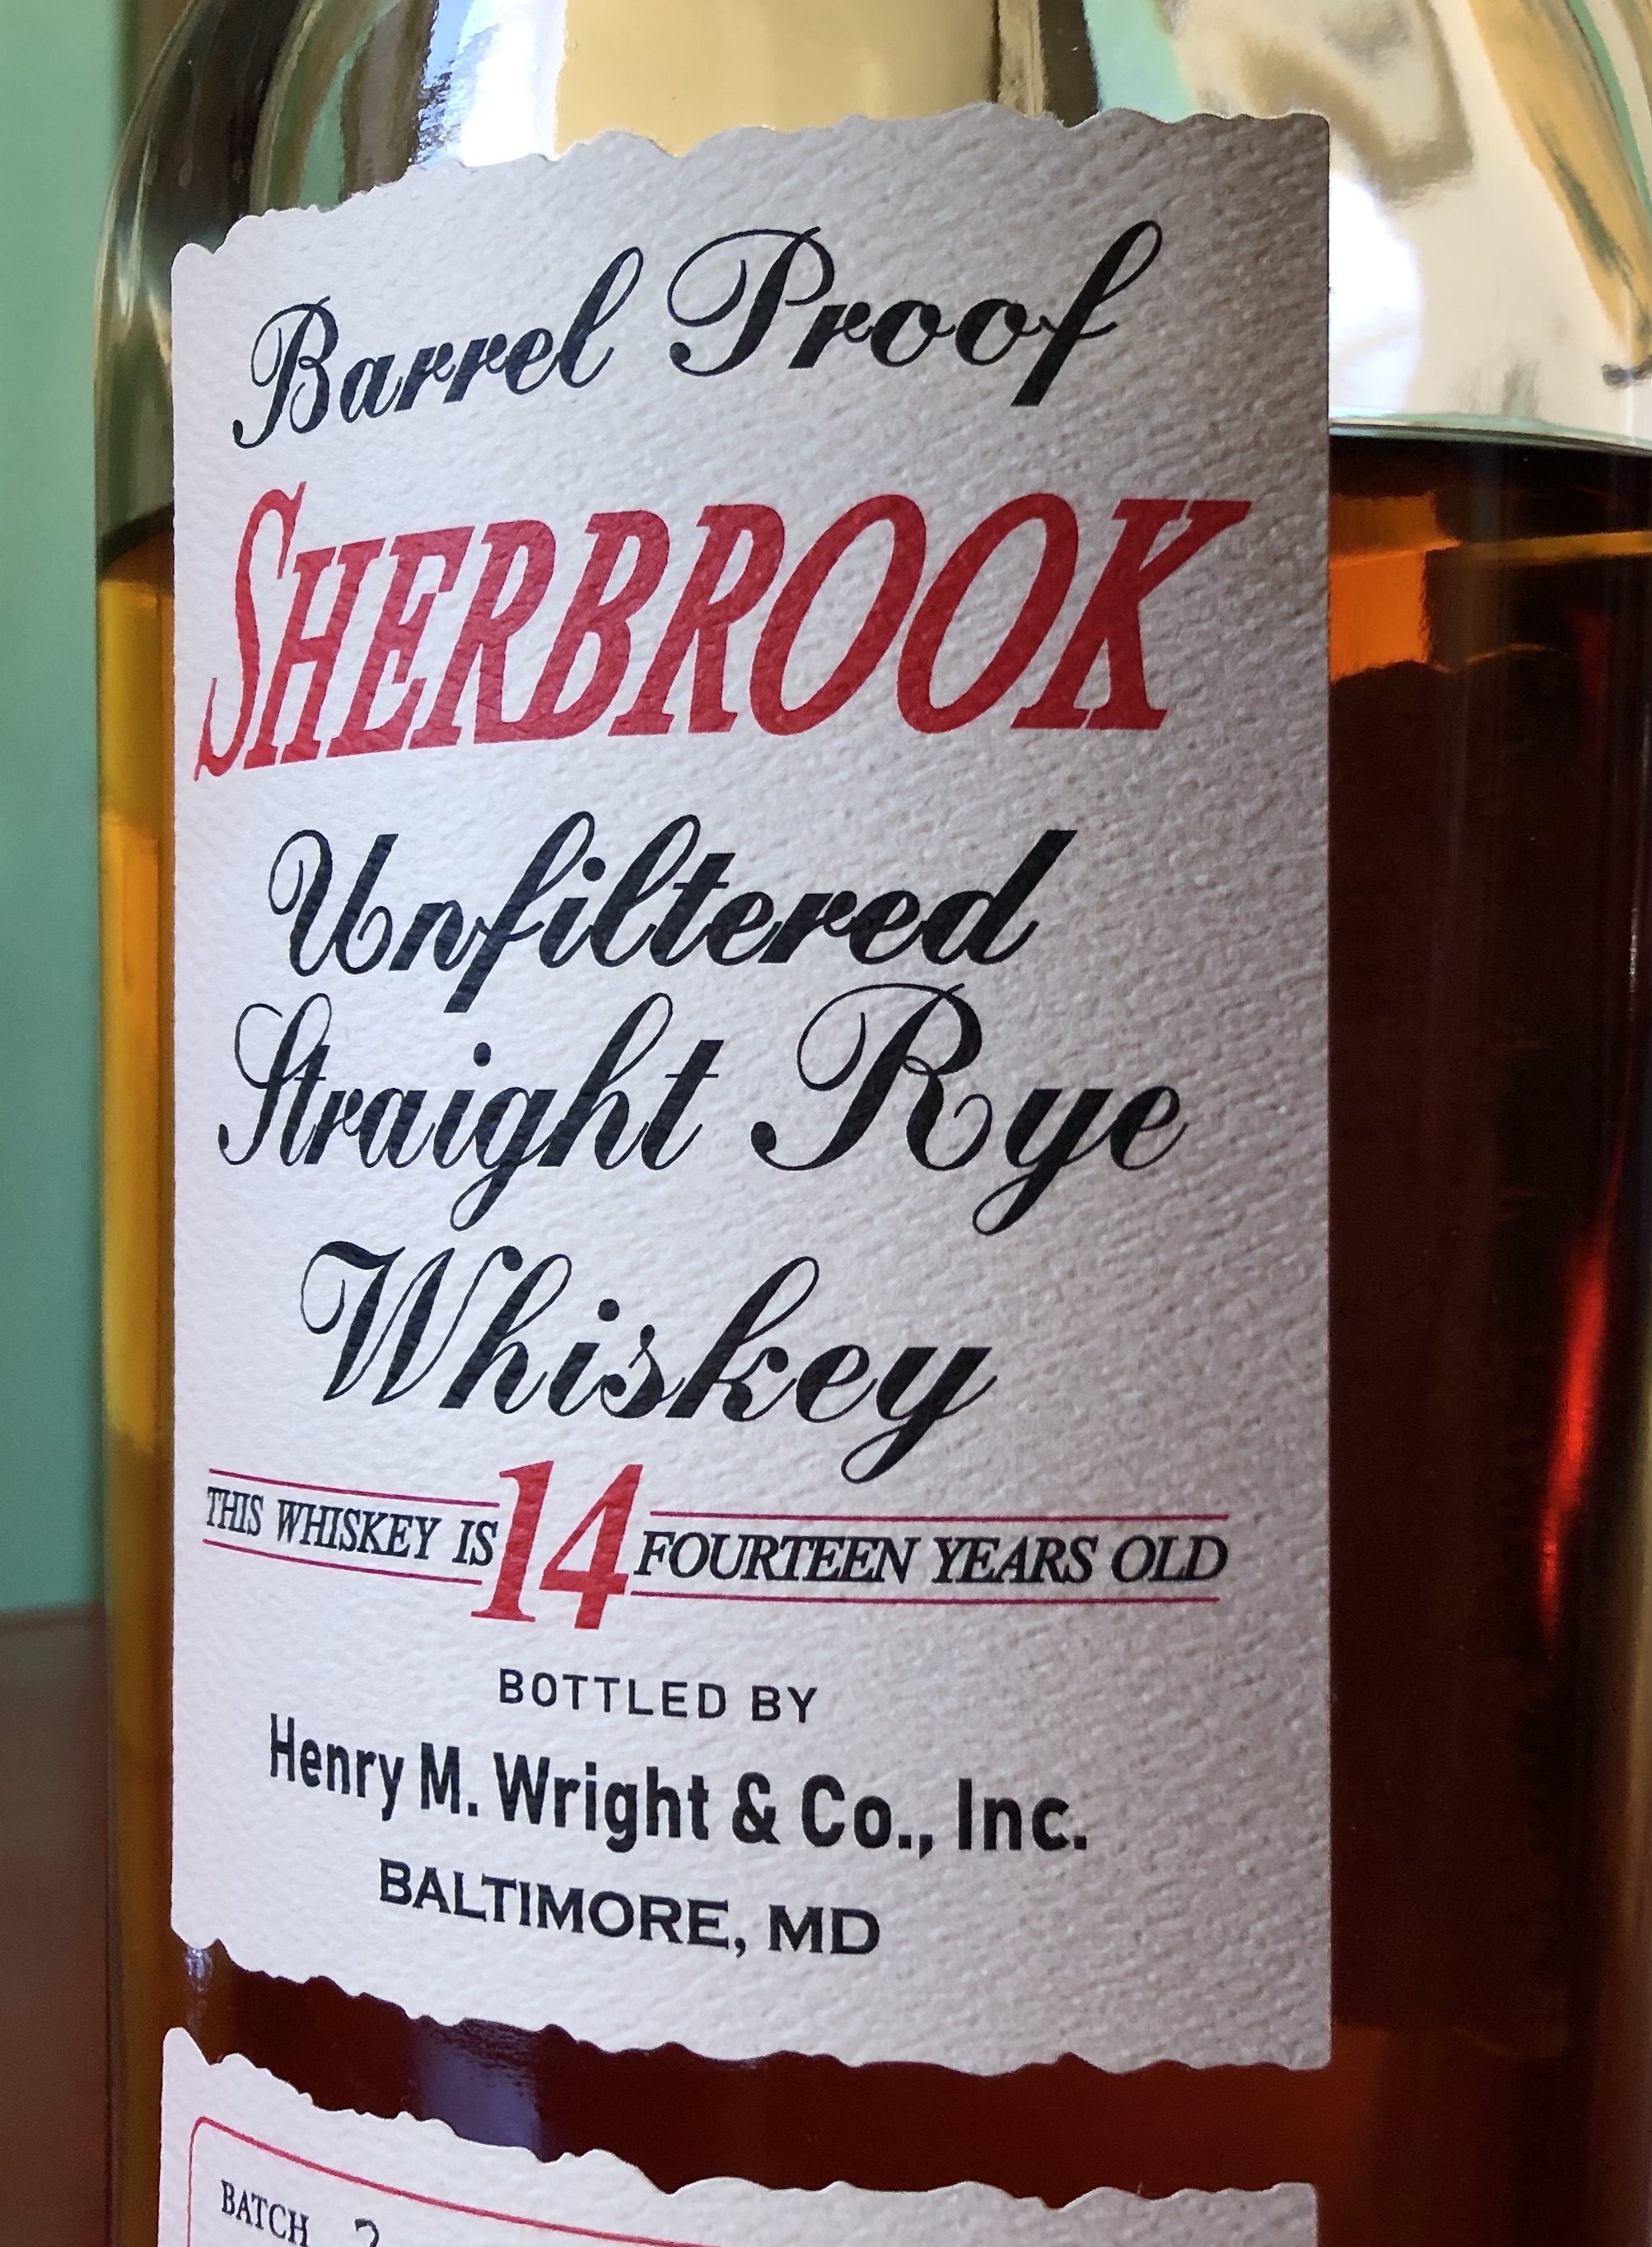 Barrel Proof
SHERBROOK
Unfiltered
Straight Rye
Whiskey
THIS WHISKEY IS 14 FOURTEEN YEARS OLD
BOTTLED BY
Henry M. Wright & Co., Inc.
BALTIMORE, MD
BATCH